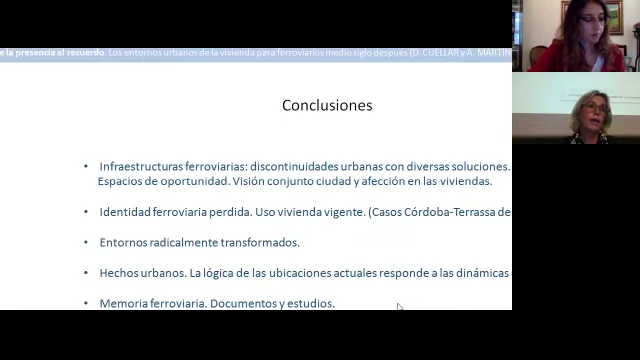 e la presencia al recuerdo. Los entornos urbanos de la vivienda para ferroviarios medio siglo después (D. CUELLAR y A. MARTIN
Conclusiones
• Infraestructuras ferroviarias: discontinuidades urbanas con diversas soluciones.
Espacios de oportunidad. Visión conjunto ciudad y afección en las viviendas.
• Identidad ferroviaria perdida. Uso vivienda vigente. (Casos Córdoba-Terrassa de
• Entornos radicalmente transformados.
• Hechos urbanos. La lógica de las ubicaciones actuales responde a las dinámicas
• Memoria ferroviaria. Documentos y estudios.